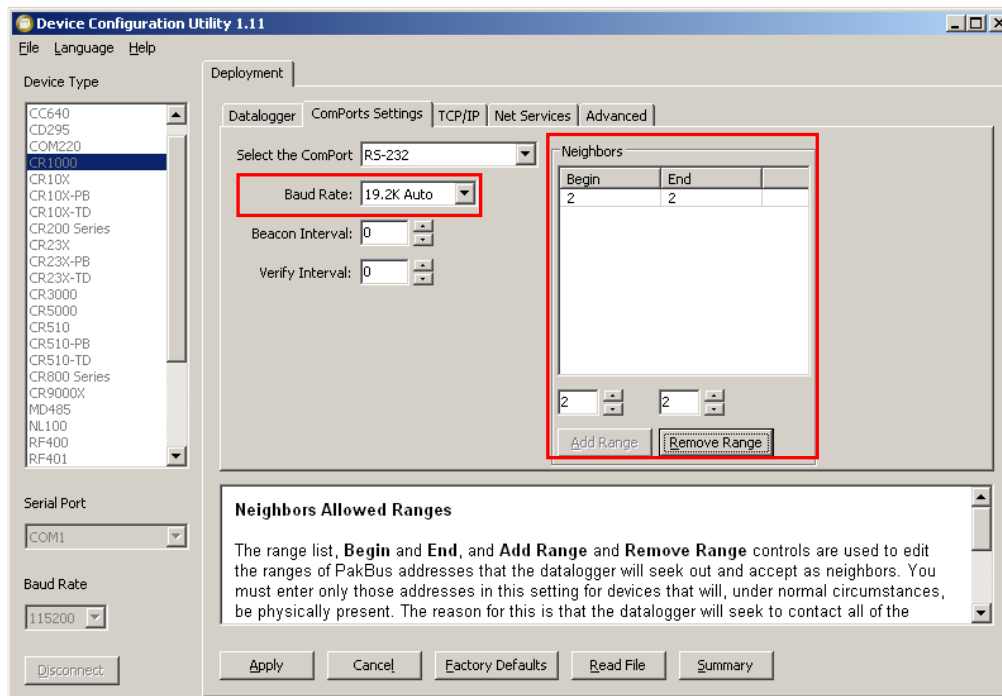 Device Configuration Utility 1.11
File Language Help
Device Type
CC640
CD295
COM220
CR1000
CR10X
CR10X-PB
CR10X-TD
CR200 Series
CR23X
CR23X-PB
CR23X-TD
CR3000
CR5000
CR510
CR510-PB
CR510-TD
CR800 Series
CR9000X
MD485
NL100
RF400
RF401
Serial Port
COM1
Baud Rate
115200
Disconnect
Deployment
Datalogger ComPorts Settings TCP/IP Net Services Advanced
Select the ComPort RS-232
Baud Rate: 19.2K Auto
Beacon Interval: 0
Verify Interval: 0
Neighbors
Begin End
2 2
2 2
Add Range Remove Range
Neighbors Allowed Ranges
The range list, Begin and End, and Add Range and Remove Range controls are used to edit
the ranges of PakBus addresses that the datalogger will seek out and accept as neighbors. You
must enter only those addresses in this setting for devices that will, under normal circumstances,
be physically present. The reason for this is that the datalogger will seek to contact all of the
Apply Cancel Factory Defaults Read File Summary